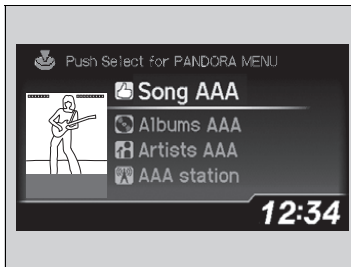 Push Select for PANDORA MENU
Song AAA
Albums AAA
Artists AAA
AAA station
12:34